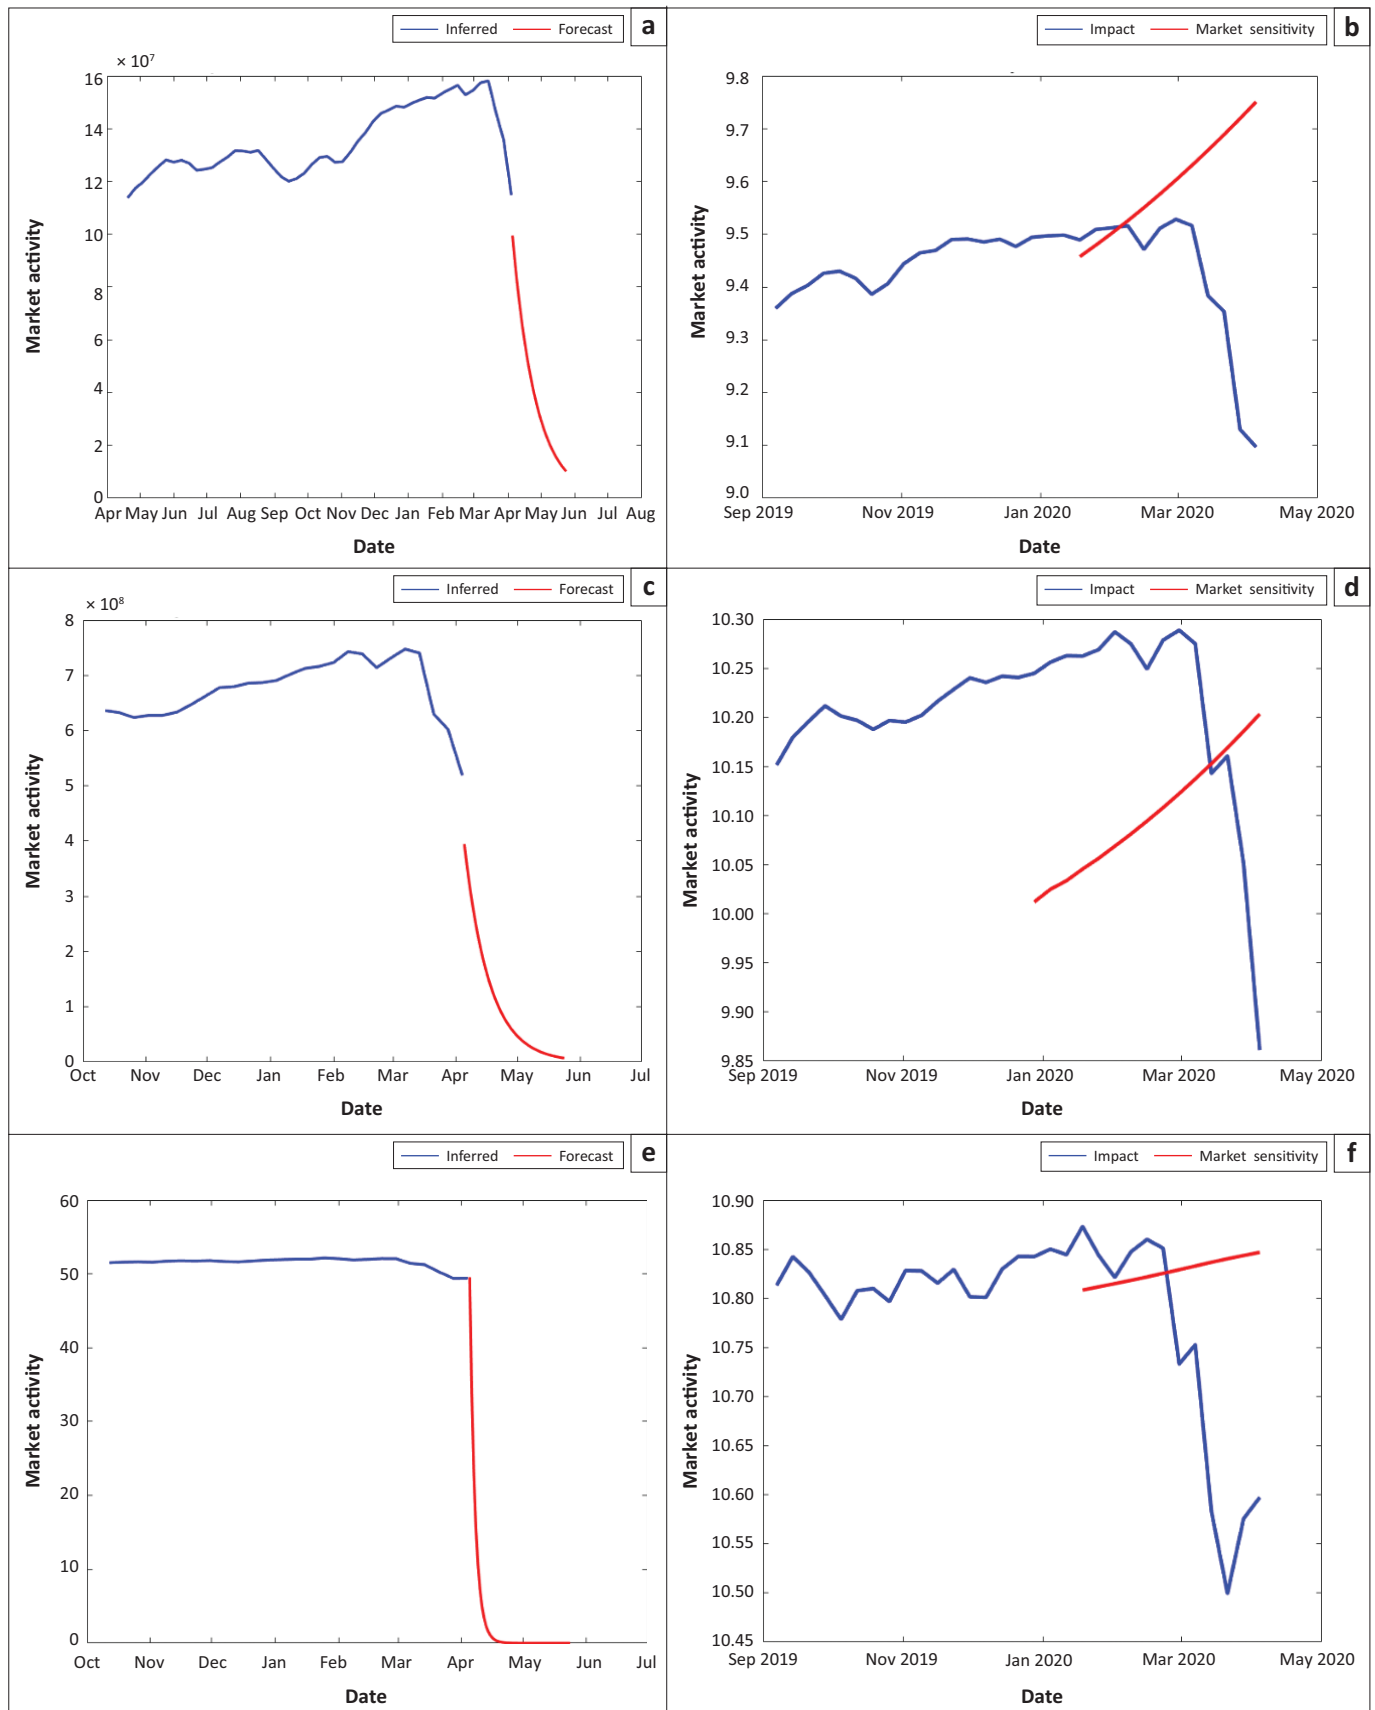 Inferred Forecast a
× 10⁷
16
14
12
10
8
6
4
2
0
Market activity
Apr May Jun Jul Aug Sep Oct Nov Dec Jan Feb Mar Apr May Jun Jul Aug
Date
Impact Market sensitivity b
9.8
9.7
9.6
9.5
9.4
9.3
9.2
9.1
9.0
Market activity
Sep 2019 Nov 2019 Jan 2020 Mar 2020 May 2020
Date
Inferred Forecast c
× 10⁸
8
7
6
5
4
3
2
1
0
Market activity
Oct Nov Dec Jan Feb Mar Apr May Jun Jul
Date
Impact Market sensitivity d
10.30
10.25
10.20
10.15
10.10
10.05
10.00
9.95
9.90
9.85
Market activity
Sep 2019 Nov 2019 Jan 2020 Mar 2020 May 2020
Date
Inferred Forecast e
60
50
40
30
20
10
0
Market activity
Oct Nov Dec Jan Feb Mar Apr May Jun Jul
Date
Impact Market sensitivity f
10.90
10.85
10.80
10.75
10.70
10.65
10.60
10.55
10.50
10.45
Market activity
Sep 2019 Nov 2019 Jan 2020 Mar 2020 May 2020
Date